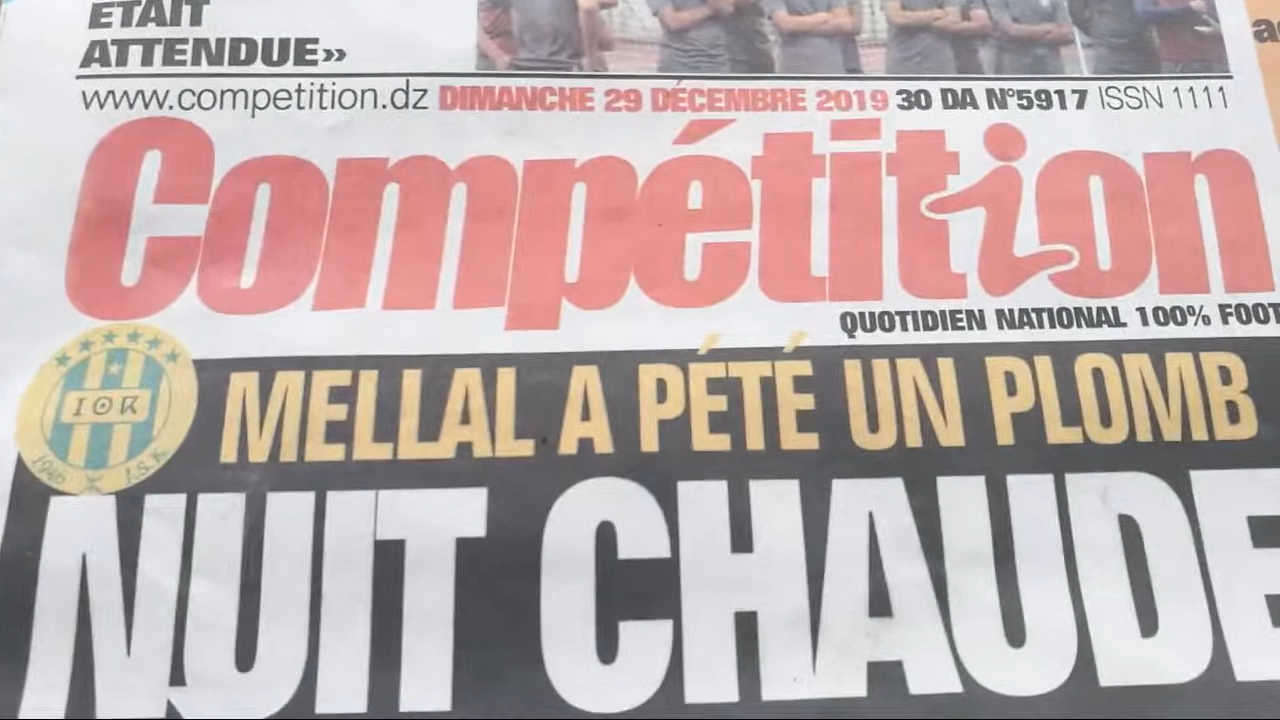 ÉTAIT
ATTENDUE»
www.competition.dz DIMANCHE 29 DÉCEMBRE 2019 30 DA N°5917 ISSN 1111
Compétition
QUOTIDIEN NATIONAL 100% FOOT
MELLAL A PÉTÉ UN PLOMB
1946 J.S.K
NUIT CHAUDE